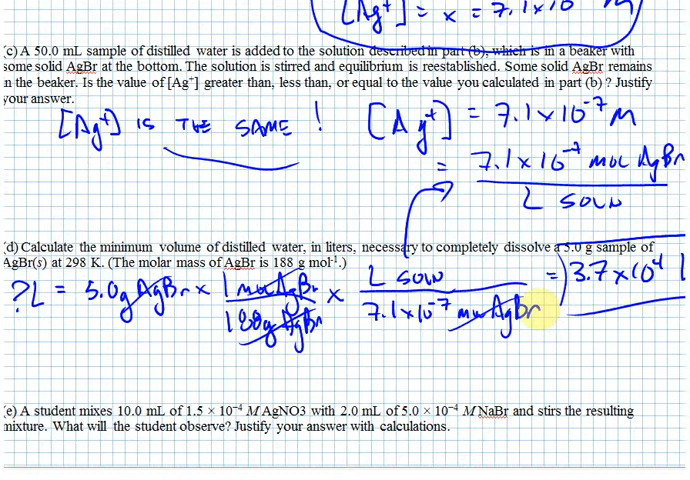 [Ag+] = x = 7.1x10 M
(c) A 50.0 mL sample of distilled water is added to the solution described in part (b), which is in a beaker with
some solid AgBr at the bottom. The solution is stirred and equilibrium is reestablished. Some solid AgBr remains
n the beaker. Is the value of [Ag+] greater than, less than, or equal to the value you calculated in part (b) ? Justify
your answer.
[Ag+] IS THE SAME ! [Ag+] = 7.1x10⁻⁷ M
= 7.1x10⁻⁷ mol AgBr
L SOLN
(d) Calculate the minimum volume of distilled water, in liters, necessary to completely dissolve a 5.0 g sample of
AgBr(s) at 298 K. (The molar mass of AgBr is 188 g mol⁻¹.)
?L = 5.0g AgBr x 1 mol AgBr x L SOLN = 3.7x10⁴ L
188g AgBr 7.1x10⁻⁷ mol AgBr
(e) A student mixes 10.0 mL of 1.5 × 10⁻⁴ M AgNO3 with 2.0 mL of 5.0 × 10⁻⁴ M NaBr and stirs the resulting
mixture. What will the student observe? Justify your answer with calculations.